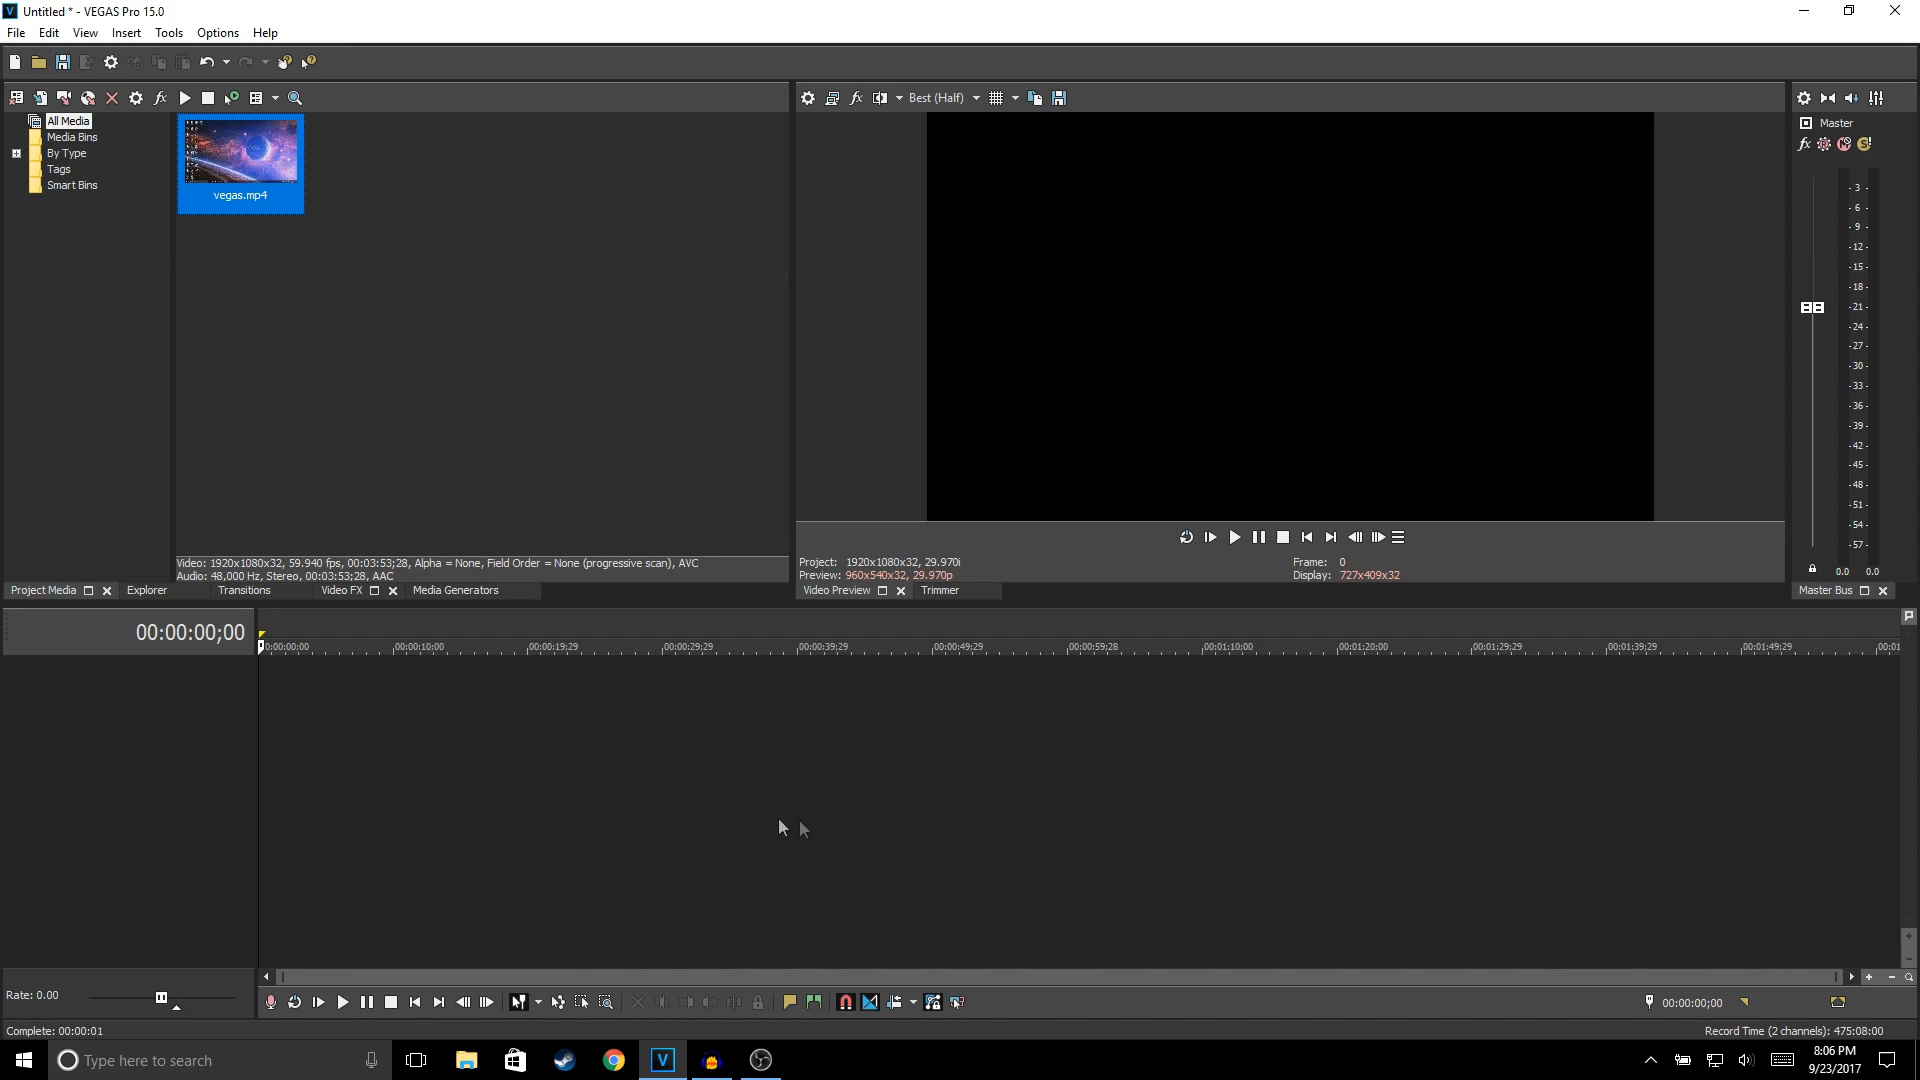 Untitled * - VEGAS Pro 15.0
File Edit View Insert Tools Options Help
Best (Half)
All Media
Media Bins
By Type
Tags
Smart Bins
vegas.mp4
Master
-3-
-6-
-9-
-12-
-15-
-18-
-21-
-24-
-27-
-30-
-33-
-36-
-39-
-42-
-45-
-48-
-51-
-54-
-57-
0.0 0.0
Video: 1920x1080x32, 59.940 fps, 00:03:53;28, Alpha = None, Field Order = None (progressive scan), AVC
Audio: 48,000 Hz, Stereo, 00:03:53;28, AAC
Project: 1920x1080x32, 29.970i
Preview: 960x540x32, 29.970p
Frame: 0
Display: 727x409x32
Project Media Explorer Transitions Video FX Media Generators
Video Preview Trimmer
Master Bus
00:00:00;00
0:00:00;00 00:00:10;00 00:00:19;29 00:00:29;29 00:00:39;29 00:00:49;29 00:00:59;28 00:01:10;00 00:01:20;00 00:01:29;29 00:01:39;29 00:01:49;29 00:01
Rate: 0.00
00:00:00;00
Complete: 00:00:01
Record Time (2 channels): 475:08:00
Type here to search
8:06 PM
9/23/2017